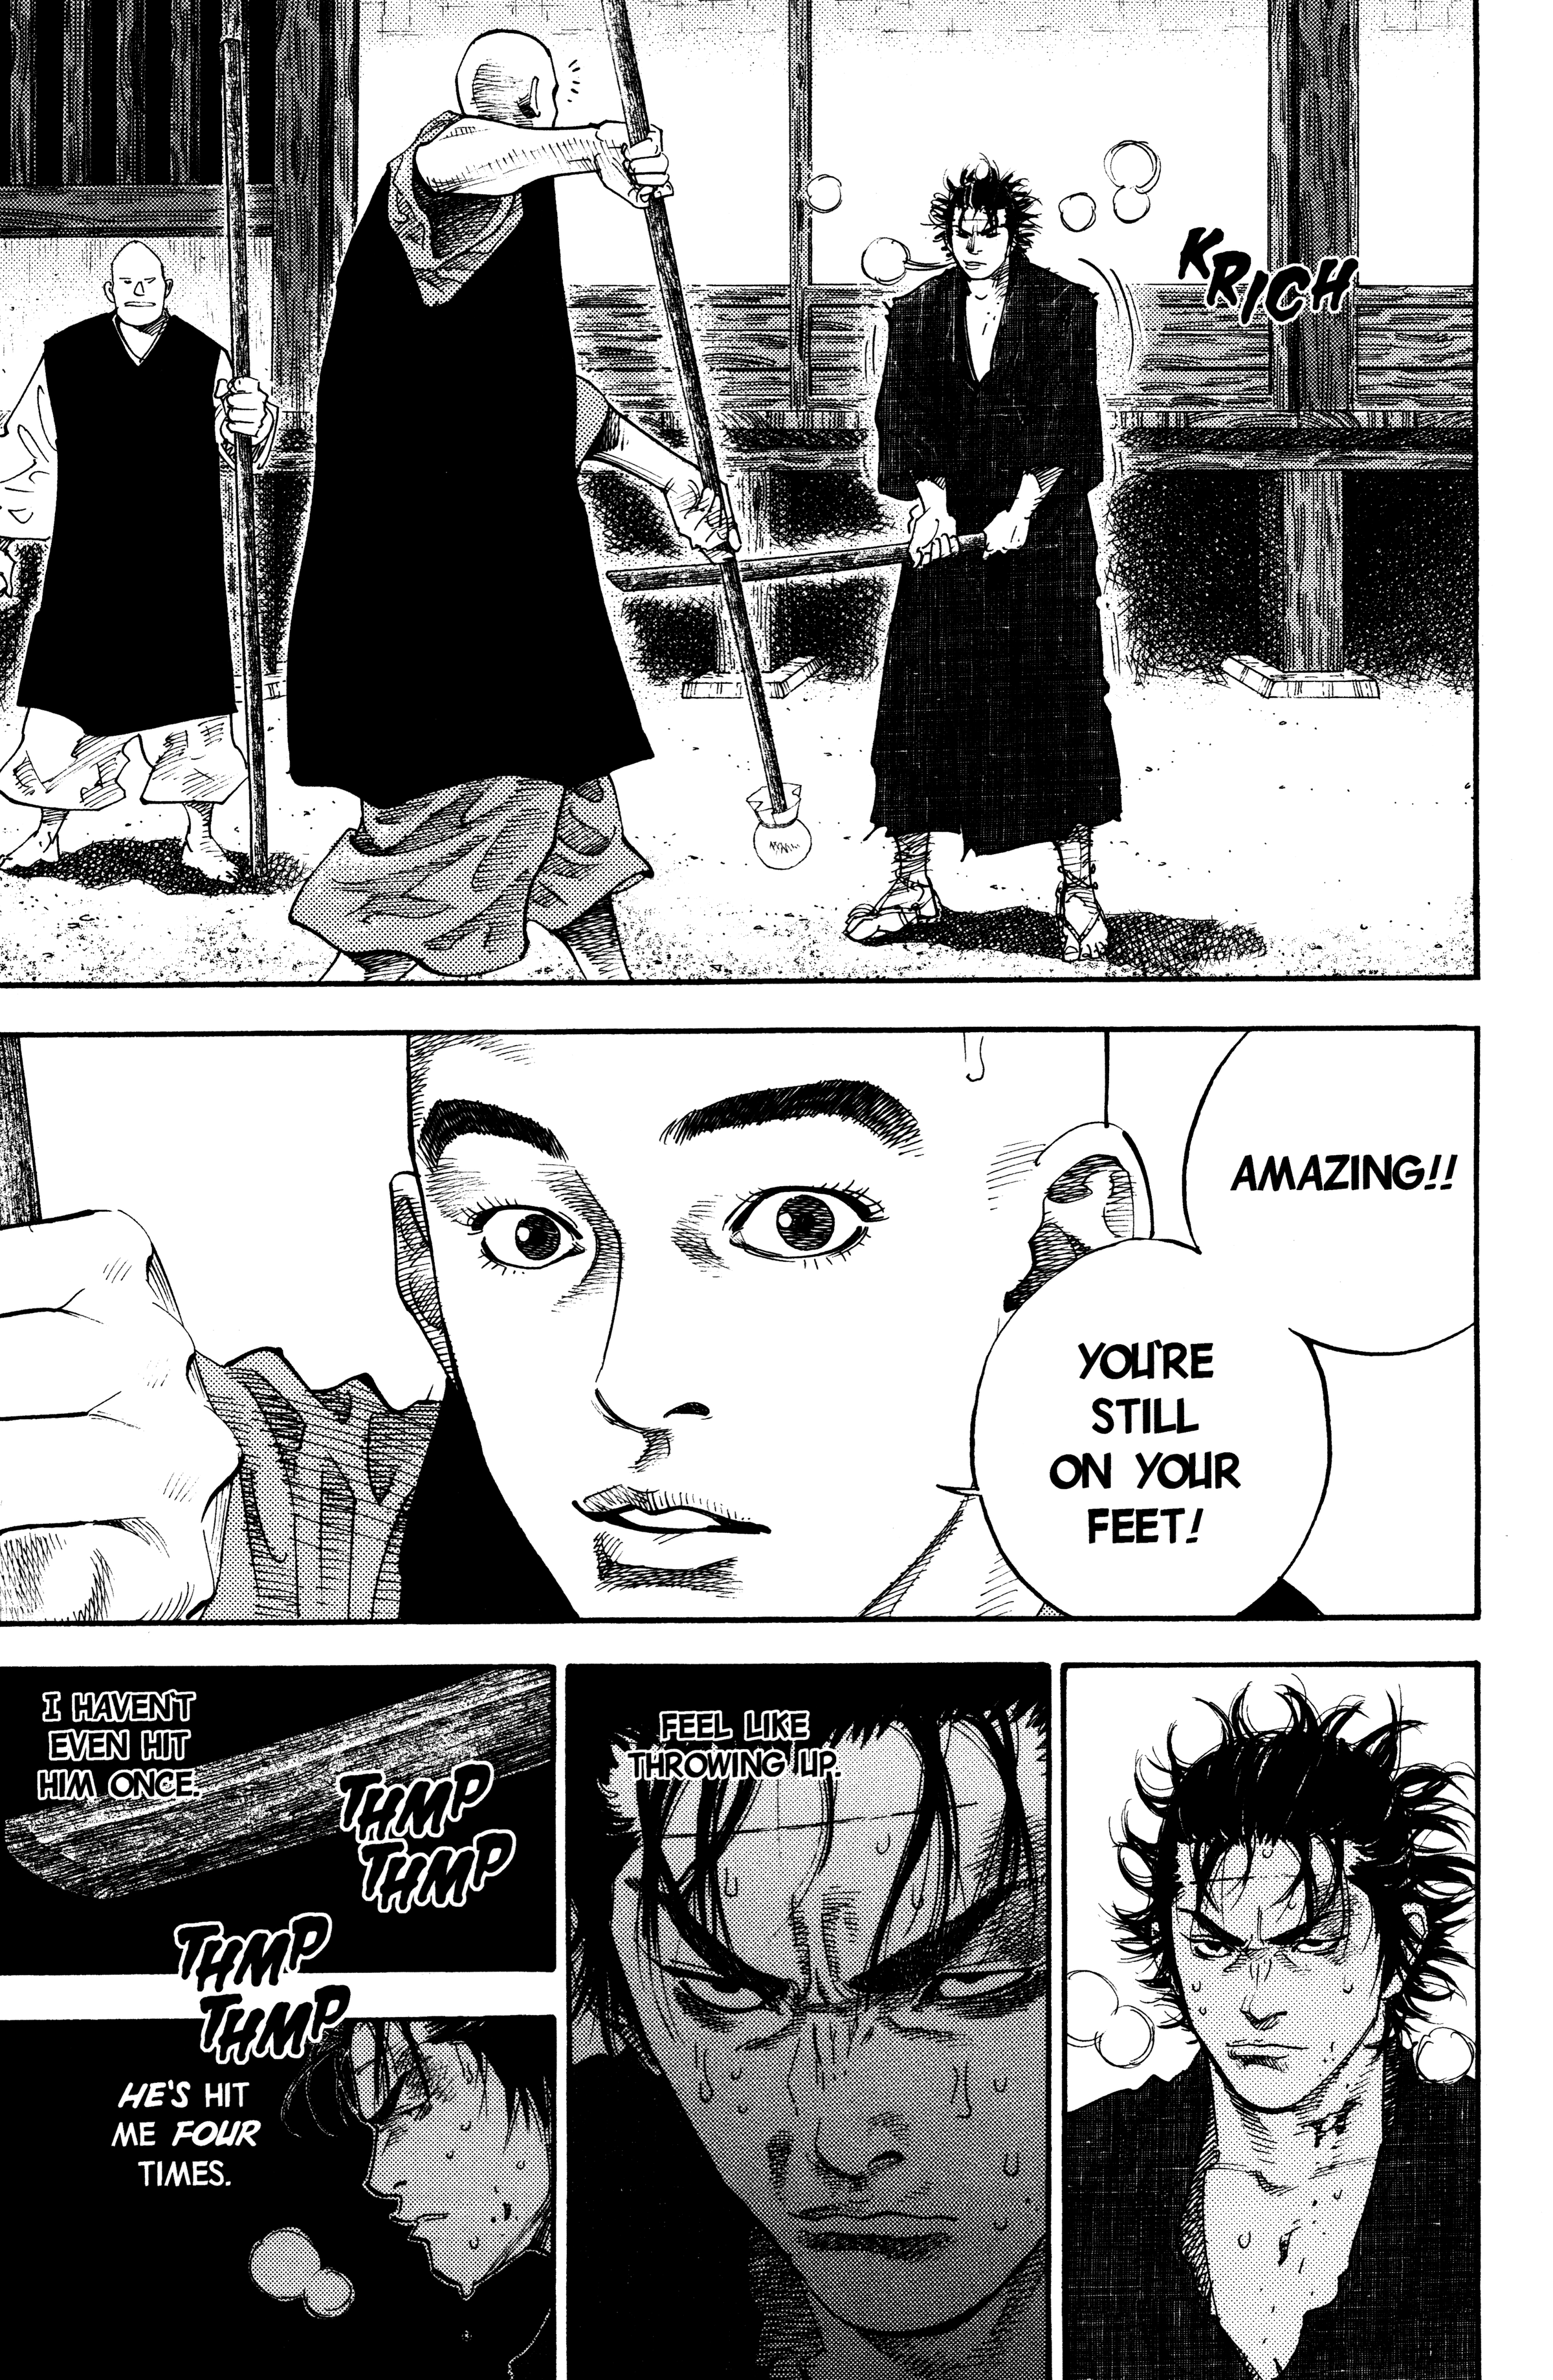 KRICH
AMAZING!!
YOU'RE
STILL
ON YOUR
FEET!
FEEL LIKE
THROWING UP.
I HAVEN'T
EVEN HIT
HIM ONCE.
THMP
THMP
THMP
THMP
HE'S HIT
ME FOUR
TIMES.